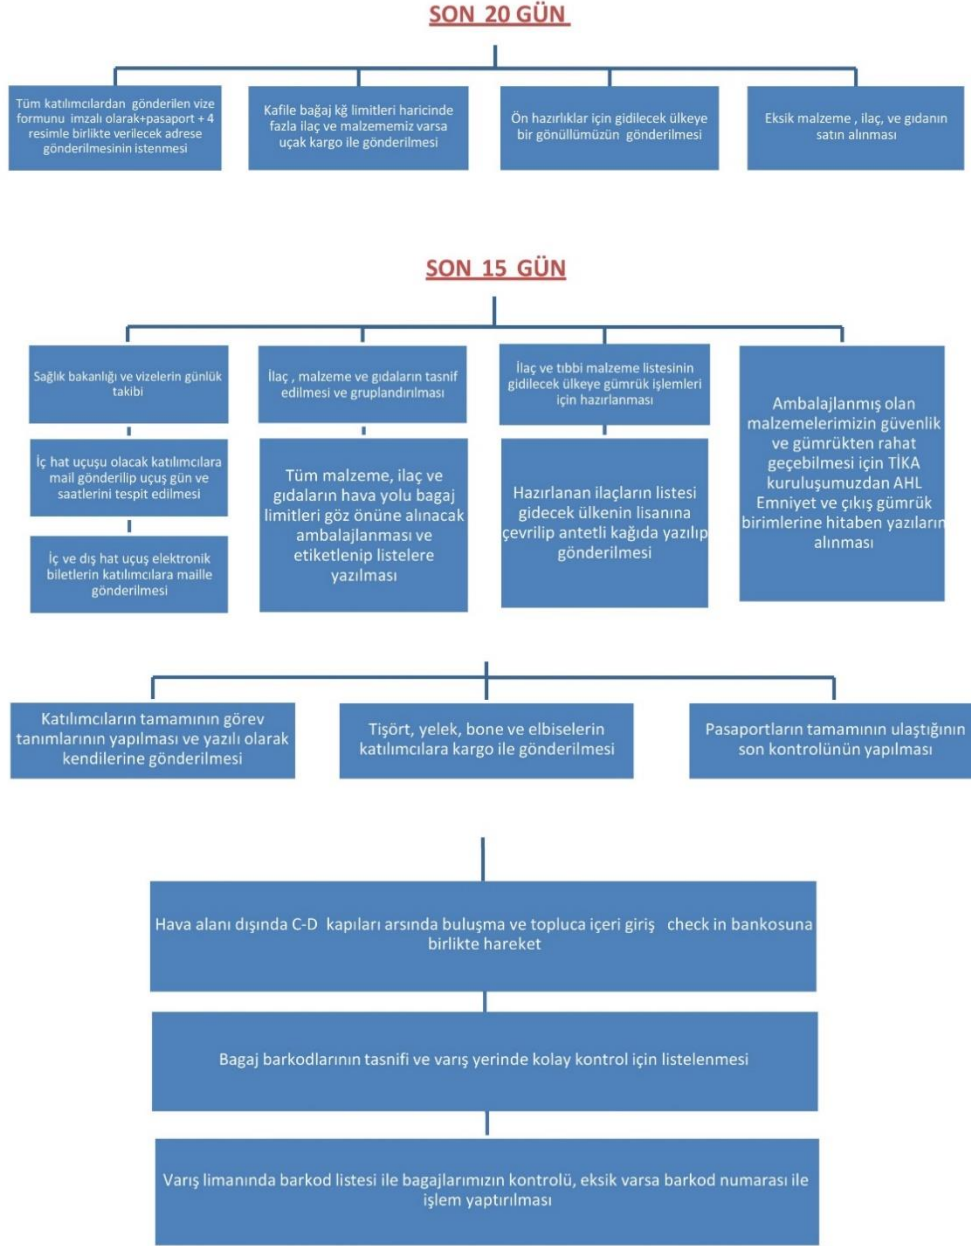 SON 20 GÜN
Tüm katılımcılardan gönderilen vize
formunu imzalı olarak+pasaport + 4
resimle birlikte verilecek adrese
gönderilmesinin istenmesi
Kafile bağaj kğ limitleri haricinde
fazla ilaç ve malzememiz varsa
uçak kargo ile gönderilmesi
Ön hazırlıklar için gidilecek ülkeye
bir gönüllümüzün gönderilmesi
Eksik malzeme , ilaç, ve gıdanın
satın alınması
SON 15 GÜN
Sağlık bakanlığı ve vizelerin günlük
takibi
İlaç , malzeme ve gıdaların tasnif
edilmesi ve gruplandırılması
İlaç ve tıbbi malzeme listesinin
gidilecek ülkeye gümrük işlemleri
için hazırlanması
Ambalajlanmış olan
malzemelerimizin güvenlik
ve gümrükten rahat
geçebilmesi için TİKA
kuruluşumuzdan AHL
Emniyet ve çıkış gümrük
birimlerine hitaben yazıların
alınması
İç hat uçuşu olacak katılımcılara
mail gönderilip uçuş gün ve
saatlerini tespit edilmesi
Tüm malzeme, ilaç ve
gıdaların hava yolu bagaj
limitleri göz önüne alınacak
ambalajlanması ve
etiketlenip listelere
yazılması
Hazırlanan ilaçların listesi
gidecek ülkenin lisanına
çevrilip antetli kağıda yazılıp
gönderilmesi
İç ve dış hat uçuş elektronik
biletlerin katılımcılara maille
gönderilmesi
Katılımcıların tamamının görev
tanımlarının yapılması ve yazılı olarak
kendilerine gönderilmesi
Tişört, yelek, bone ve elbiselerin
katılımcılara kargo ile gönderilmesi
Pasaportların tamamının ulaştığının
son kontrolünün yapılması
Hava alanı dışında C-D kapıları arsında buluşma ve topluca içeri giriş check in bankosuna
birlikte hareket
Bagaj barkodlarının tasnifi ve varış yerinde kolay kontrol için listelenmesi
Varış limanında barkod listesi ile bagajlarımızın kontrolü, eksik varsa barkod numarası ile
işlem yaptırılması